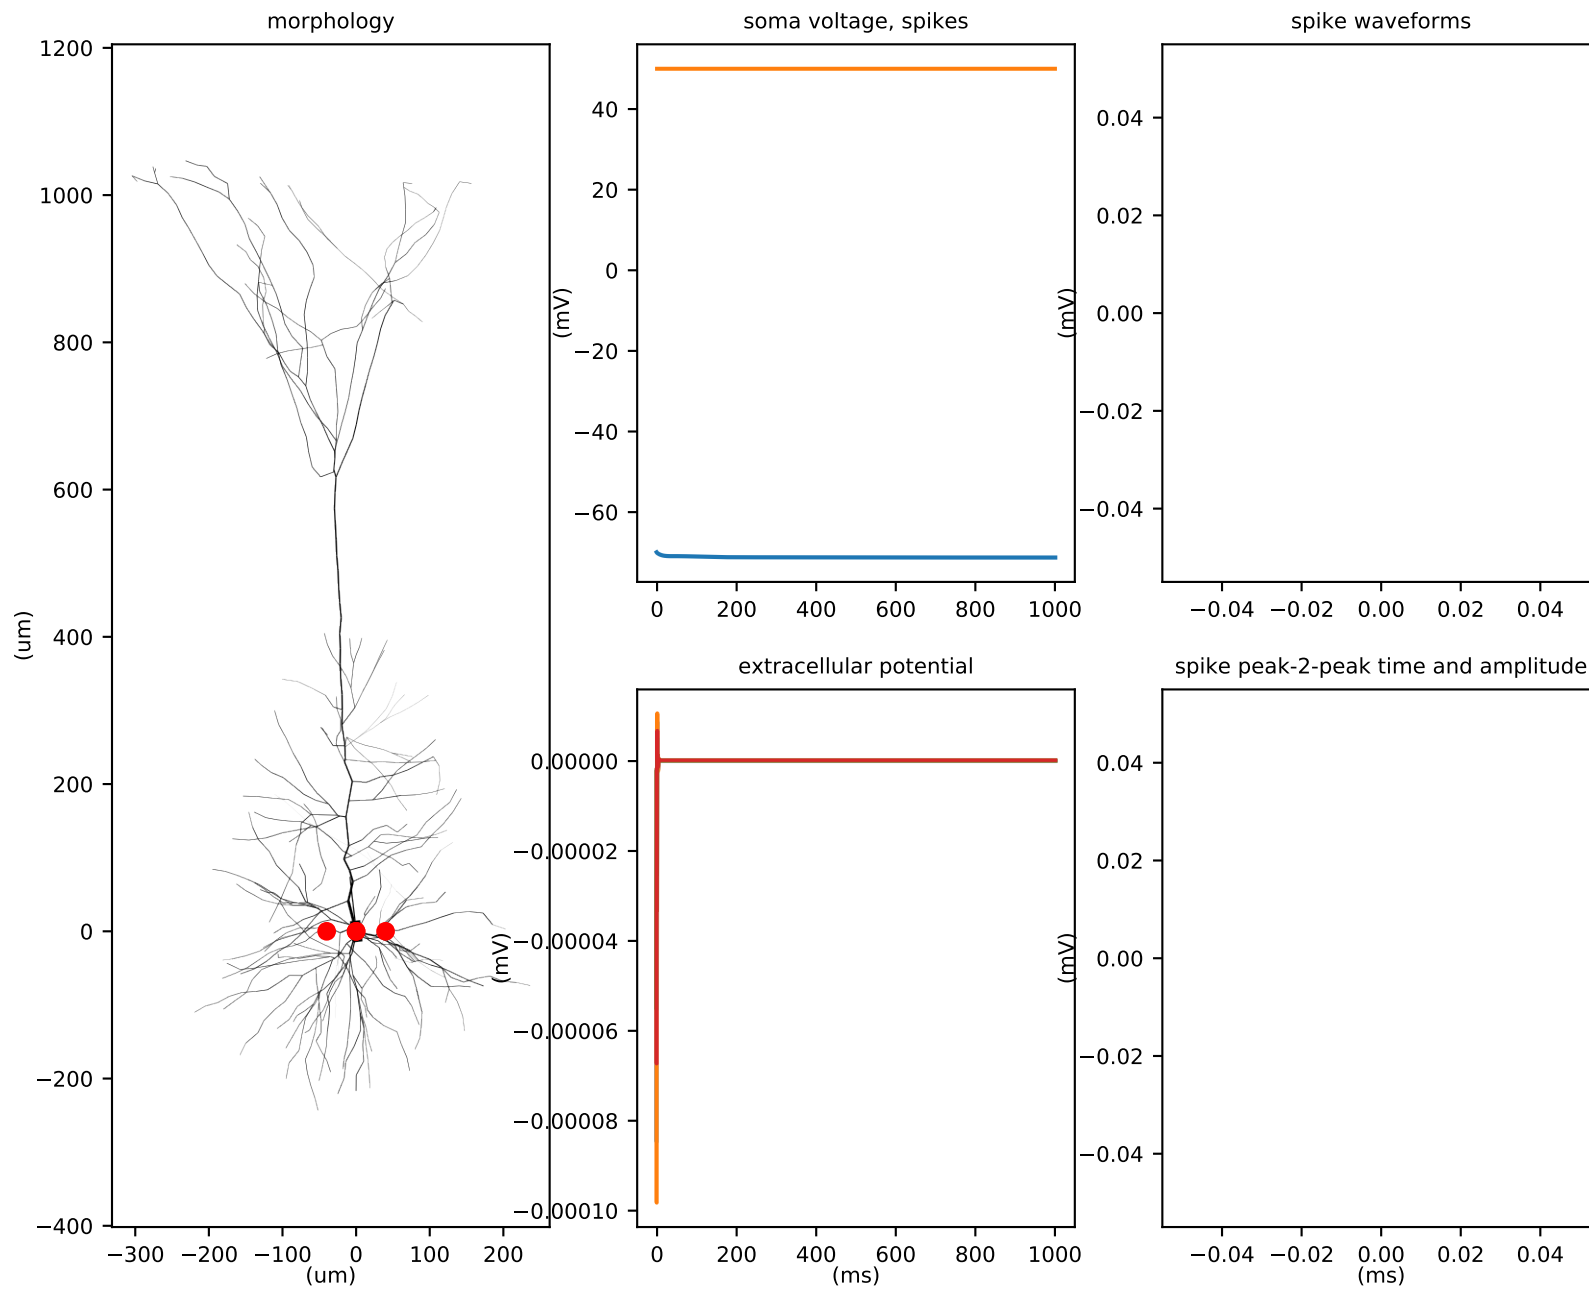 morphology
1200
1000
800
600
400
200
0
−200
−400
(um)
−300 −200 −100 0 100 200
(um)
soma voltage, spikes
40
20
0
−20
−40
−60
(mV)
0 200 400 600 800 1000
spike waveforms
0.04
0.02
0.00
−0.02
−0.04
(mV)
−0.04 −0.02 0.00 0.02 0.04
extracellular potential
0.00000
−0.00002
−0.00004
−0.00006
−0.00008
−0.00010
(mV)
0 200 400 600 800 1000
(ms)
spike peak-2-peak time and amplitude
0.04
0.02
0.00
−0.02
−0.04
(mV)
−0.04 −0.02 0.00 0.02 0.04
(ms)